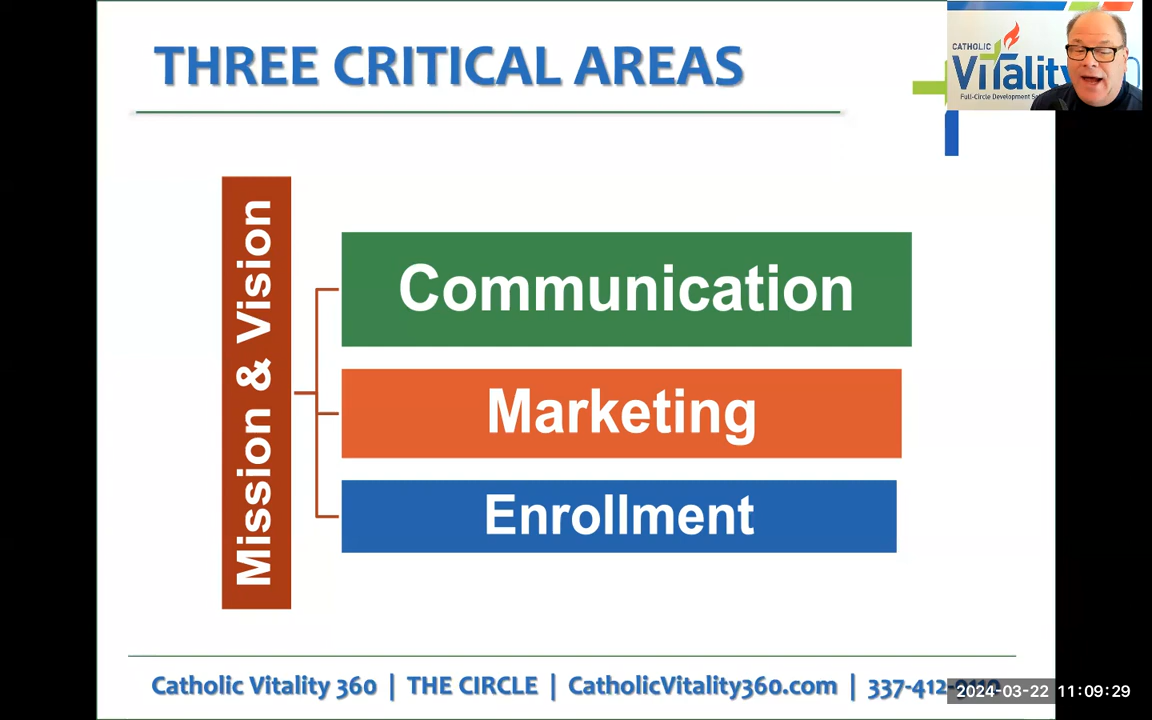 THREE CRITICAL AREAS
CATHOLIC
Vitality
Full-Circle Development
Mission & Vision
Communication
Marketing
Enrollment
Catholic Vitality 360 | THE CIRCLE | CatholicVitality360.com | 337-412-
2024-03-22 11:09:29